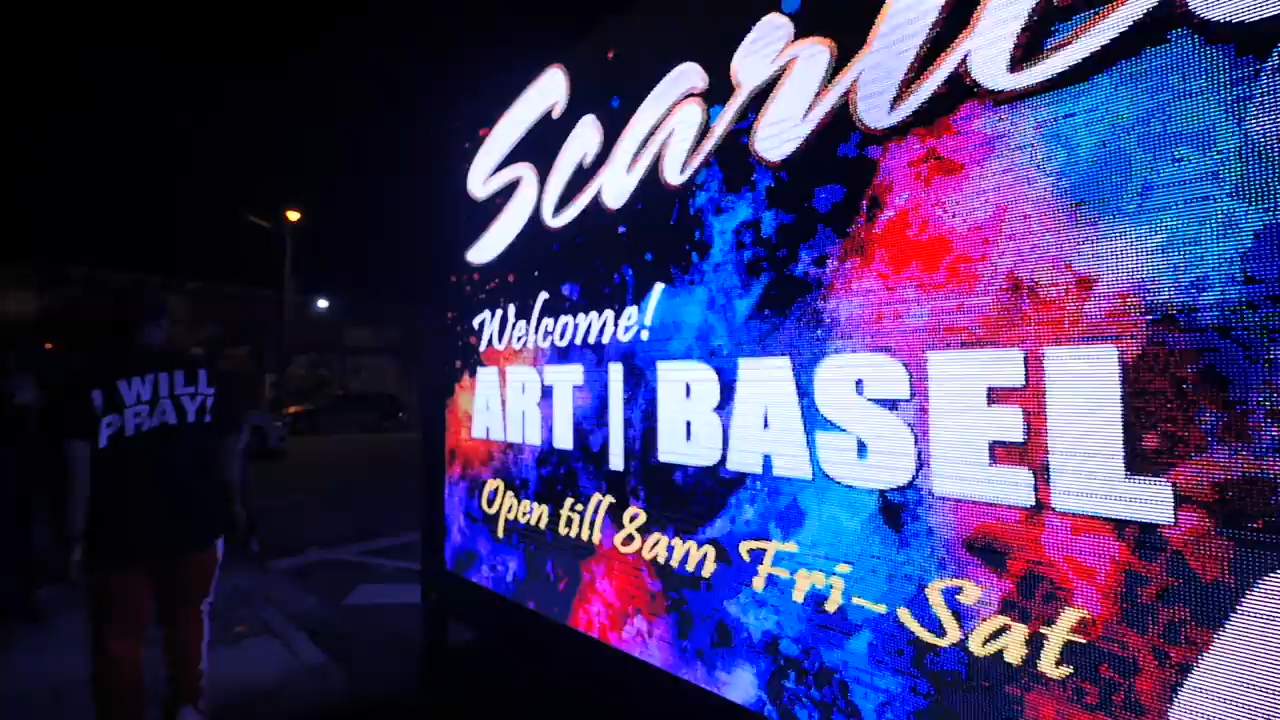 Welcome!
ART | BASEL
Open till 8am Fri-Sat
I WILL
PRAY